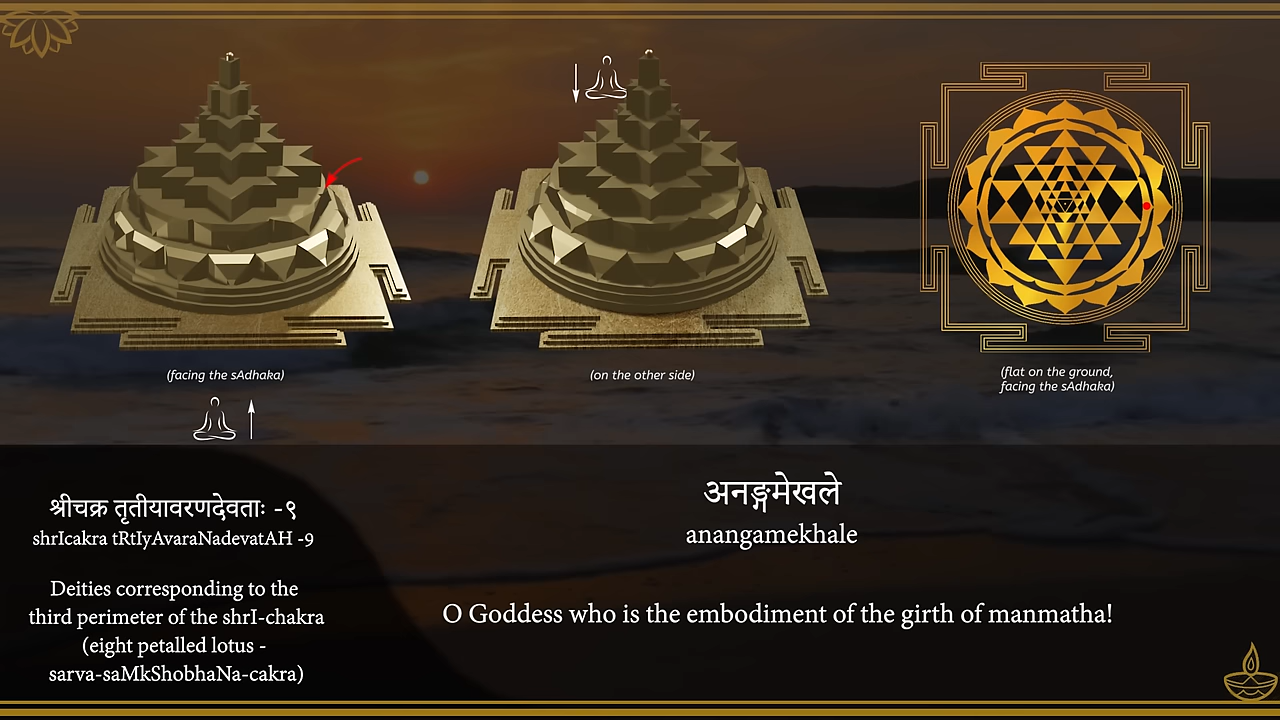 (facing the sAdhaka)
(on the other side)
(flat on the ground,
facing the sAdhaka)
श्रीचक्र तृतीयावरणदेवताः -९
shrIcakra tRtIyAvaraNadevatAH -9
Deities corresponding to the
third perimeter of the shrI-chakra
(eight petalled lotus -
sarva-saMkShobhaNa-cakra)
अनङ्गमेखले
anangamekhale
O Goddess who is the embodiment of the girth of manmatha!